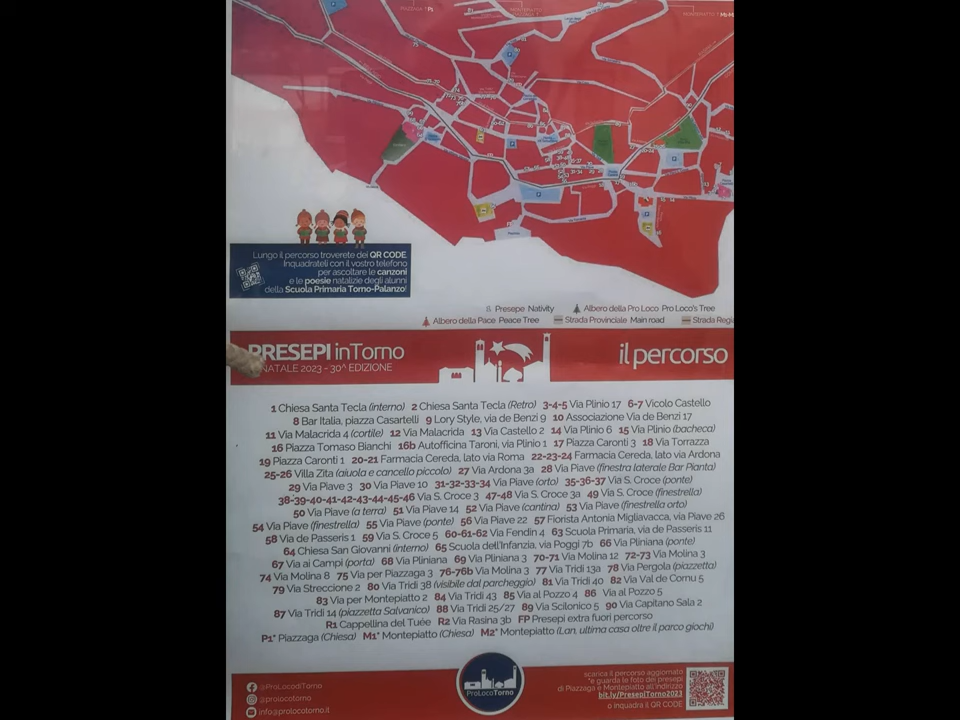 Lungo il percorso troverete dei QR CODE.
Inquadrateli con il vostro telefono
per ascoltare le canzoni
e le poesie natalizie degli alunni
della Scuola Primaria Torno-Palanzo!
Presepe Nativity
Albero della Pro Loco Pro Loco's Tree
Albero della Pace Peace Tree
Strada Provinciale Main road
Strada Regi
PRESEPI inTorno
NATALE 2023 - 30^ EDIZIONE
il percorso
1 Chiesa Santa Tecla (interno) 2 Chiesa Santa Tecla (Retro) 3-4-5 Via Plinio 17 6-7 Vicolo Castello
8 Bar Italia, piazza Casartelli 9 Lory Style, via de Benzi 9 10 Associazione Via de Benzi 17
11 Via Malacrida 4 (cortile) 12 Via Malacrida 13 Via Castello 2 14 Via Plinio 6 15 Via Plinio (bacheca)
16 Piazza Tomaso Bianchi 16b Autofficina Taroni, via Plinio 1 17 Piazza Caronti 3 18 Via Torrazza
19 Piazza Caronti 1 20-21 Farmacia Cereda, lato via Roma 22-23-24 Farmacia Cereda, lato via Ardona
25-26 Villa Zita (aiuola e cancello piccolo) 27 Via Ardona 3a 28 Via Piave (finestra laterale Bar Pianta)
29 Via Piave 3 30 Via Piave 10 31-32-33-34 Via Piave (orto) 35-36-37 Via S. Croce (ponte)
38-39-40-41-42-43-44-45-46 Via S. Croce 3 47-48 Via S. Croce 3a 49 Via S. Croce (finestrella)
50 Via Piave (a terra) 51 Via Piave 14 52 Via Piave (cantina) 53 Via Piave (finestrella orto)
54 Via Piave (finestrella) 55 Via Piave (ponte) 56 Via Piave 22 57 Fiorista Antonia Migliavacca, via Piave 26
58 Via de Passeris 1 59 Via S. Croce 5 60-61-62 Via Fendin 4 63 Scuola Primaria, via de Passeris 11
64 Chiesa San Giovanni (interno) 65 Scuola dell'Infanzia, via Poggi 7b 66 Via Pliniana (ponte)
67 Via ai Campi (porta) 68 Via Pliniana 69 Via Pliniana 3 70-71 Via Molina 12 72-73 Via Molina 3
74 Via Molina 8 75 Via per Piazzaga 3 76-76b Via Molina 3 77 Via Tridi 13a 78 Via Pergola (piazzetta)
79 Via Streccione 2 80 Via Tridi 38 (visibile dal parcheggio) 81 Via Tridi 40 82 Via Val de Cornu 5
83 Via per Montepiatto 2 84 Via Tridi 43 85 Via al Pozzo 4 86 Via al Pozzo 5
87 Via Tridi 14 (piazzetta Salvanico) 88 Via Tridi 25/27 89 Via Scilonico 5 90 Via Capitano Sala 2
R1 Cappellina del Tuée R2 Via Rasina 3b FP Presepi extra fuori percorso
P1* Piazzaga (Chiesa) M1* Montepiatto (Chiesa) M2* Montepiatto (Lan, ultima casa oltre il parco giochi)
@ProLocodiTorno
@prolocotorno
info@prolocotorno.it
ProLocoTorno
scarica il percorso aggiornato
*e guarda le foto dei presepi
di Piazzaga e Montepiatto all'indirizzo
bit.ly/PresepiTorno2023
o inquadra il QR CODE